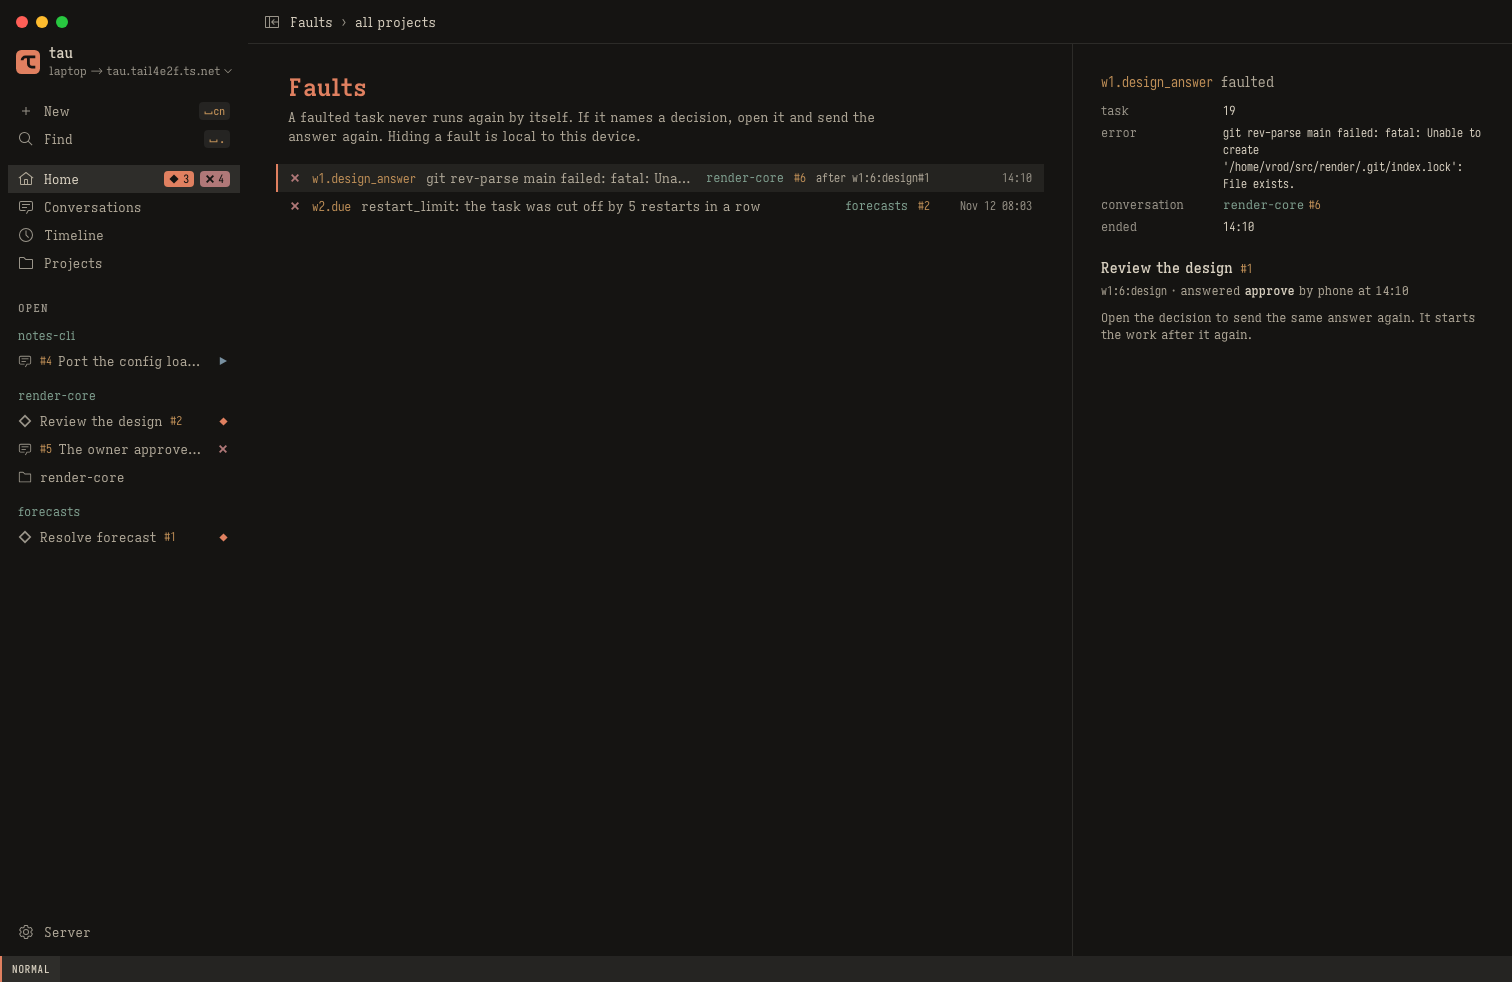 tau
laptop → tau.tail4e2f.ts.net
New
cn
Find
.
Home
3
4
Conversations
Timeline
Projects
OPEN
notes-cli
#4 Port the config loa...
render-core
Review the design #2
#5 The owner approve...
render-core
forecasts
Resolve forecast #1
Server
NORMAL
Faults › all projects
Faults
A faulted task never runs again by itself. If it names a decision, open it and send the
answer again. Hiding a fault is local to this device.
w1.design_answer git rev-parse main failed: fatal: Una... render-core #6 after w1:6:design#1 14:10
w2.due restart_limit: the task was cut off by 5 restarts in a row forecasts #2 Nov 12 08:03
w1.design_answer faulted
task 19
error git rev-parse main failed: fatal: Unable to
create
'/home/vrod/src/render/.git/index.lock':
File exists.
conversation render-core #6
ended 14:10
Review the design #1
w1:6:design · answered approve by phone at 14:10
Open the decision to send the same answer again. It starts
the work after it again.